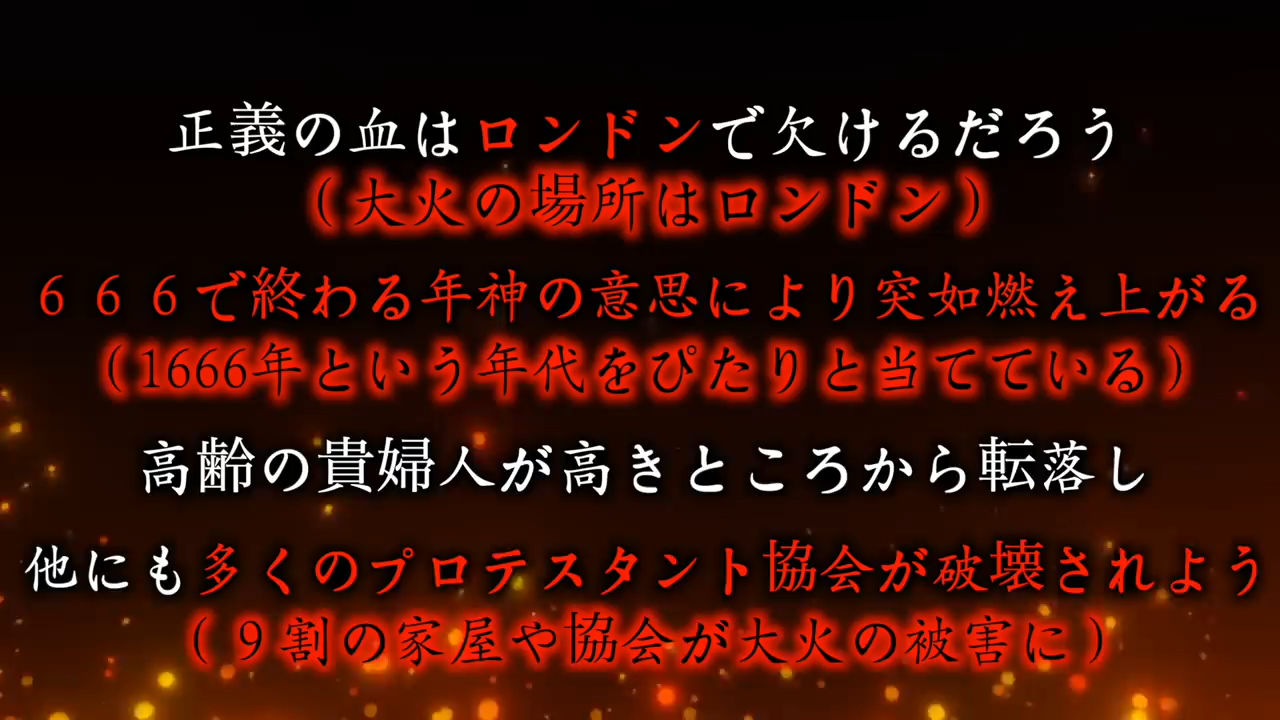 正義の血はロンドンで欠けるだろう
（大火の場所はロンドン）
６６６で終わる年神の意思により突如燃え上がる
（1666年という年代をぴたりと当てている）
高齢の貴婦人が高きところから転落し
他にも多くのプロテスタント協会が破壊されよう
（９割の家屋や協会が大火の被害に）